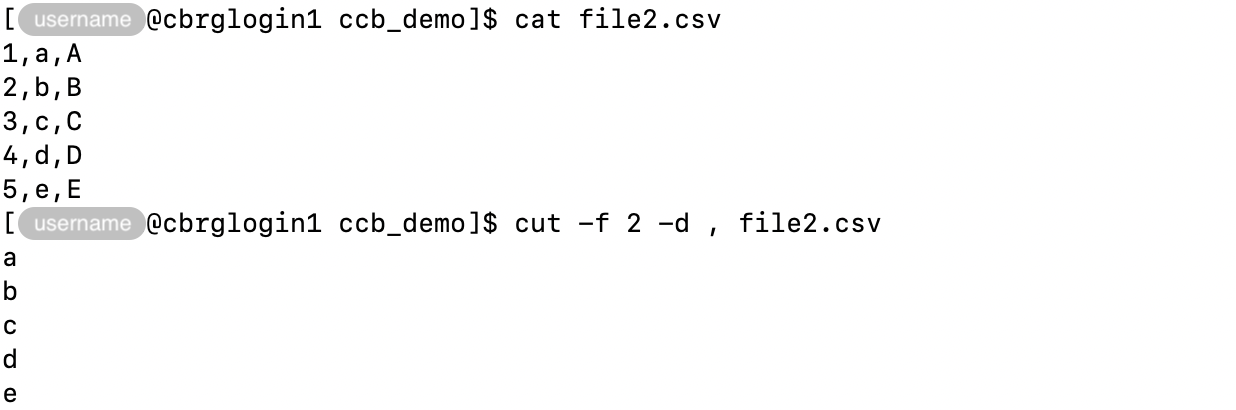 [username@cbrglogin1 ccb_demo]$ cat file2.csv
1,a,A
2,b,B
3,c,C
4,d,D
5,e,E
[username@cbrglogin1 ccb_demo]$ cut -f 2 -d , file2.csv
a
b
c
d
e